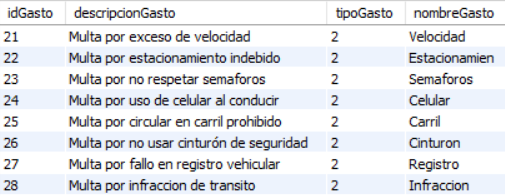 idGasto descripcionGasto tipoGasto nombreGasto
21 Multa por exceso de velocidad 2 Velocidad
22 Multa por estacionamiento indebido 2 Estacionamien
23 Multa por no respetar semaforos 2 Semaforos
24 Multa por uso de celular al conducir 2 Celular
25 Multa por circular en carril prohibido 2 Carril
26 Multa por no usar cinturón de seguridad 2 Cinturon
27 Multa por fallo en registro vehicular 2 Registro
28 Multa por infraccion de transito 2 Infraccion